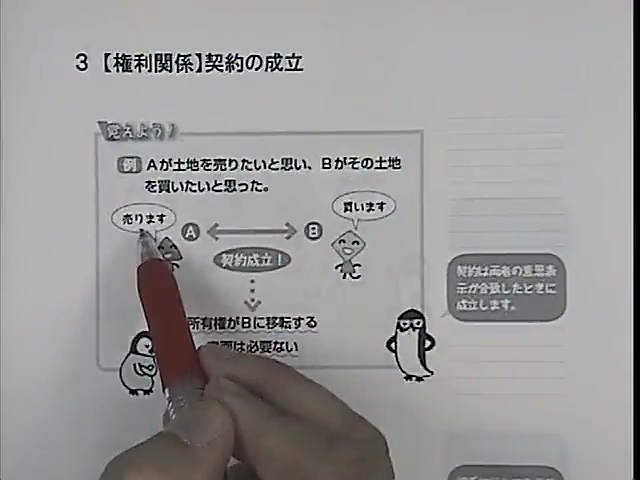 3 【権利関係】契約の成立
覚えよう！
例 Aが土地を売りたいと思い、Bがその土地
を買いたいと思った。
売ります
買います
A
B
契約成立！
所有権がBに移転する
書面は必要ない
契約は両者の意思表
示が合致したときに
成立します。